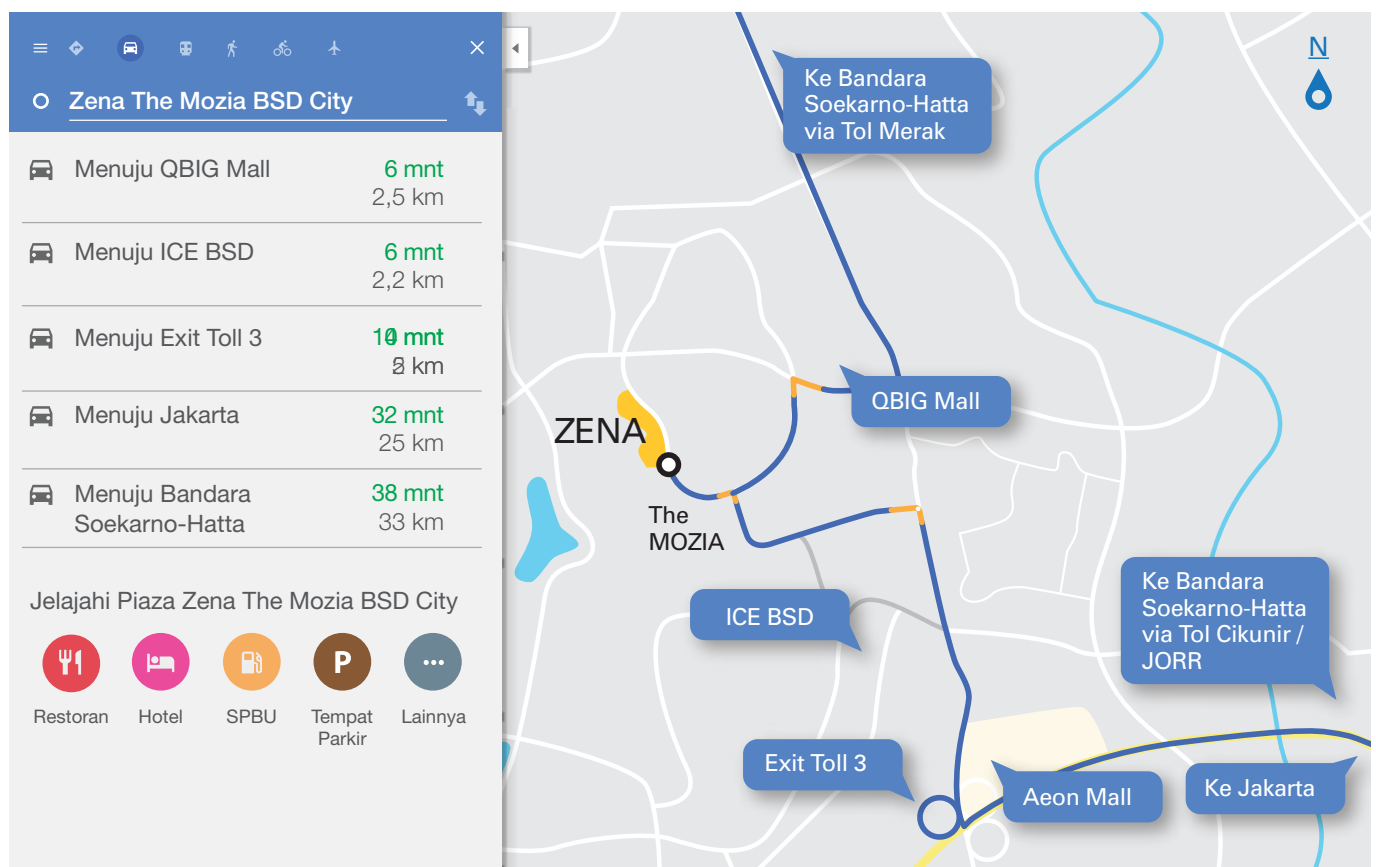 Zena The Mozia BSD City
Menuju QBIG Mall
6 mnt
2,5 km
Menuju ICE BSD
6 mnt
2,2 km
Menuju Exit Toll 3
mnt
km
Menuju Jakarta
32 mnt
25 km
Menuju Bandara
Soekarno-Hatta
38 mnt
33 km
Jelajahi Piaza Zena The Mozia BSD City
P
Restoran
Hotel
SPBU
Tempat
Parkir
Lainnya
N
Ke Bandara
Soekarno-Hatta
via Tol Merak
QBIG Mall
ZENA
The
MOZIA
ICE BSD
Ke Bandara
Soekarno-Hatta
via Tol Cikunir /
JORR
Exit Toll 3
Aeon Mall
Ke Jakarta